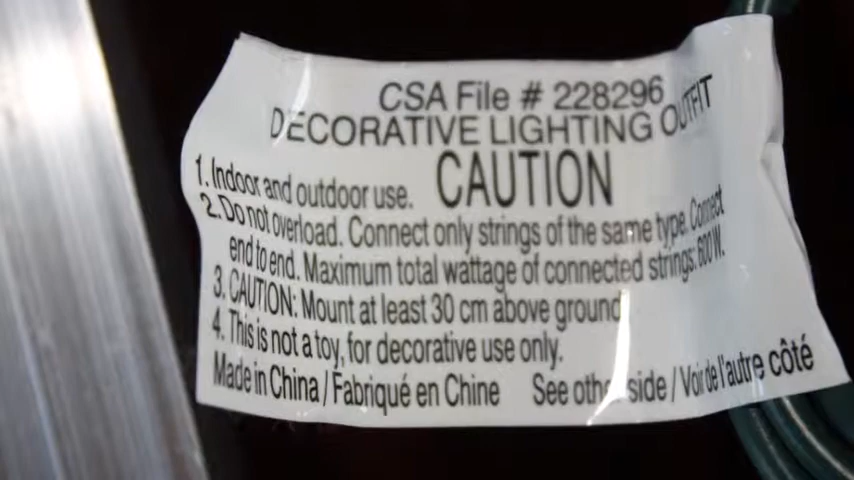 CSA File # 228296
DECORATIVE LIGHTING OUTFIT
CAUTION
1. Indoor and outdoor use.
2. Do not overload. Connect only strings of the same type. Connect
end to end. Maximum total wattage of connected strings: 600 W.
3. CAUTION: Mount at least 30 cm above ground
4. This is not a toy, for decorative use only.
Made in China / Fabriqué en Chine See other side / Voir de l'autre côté